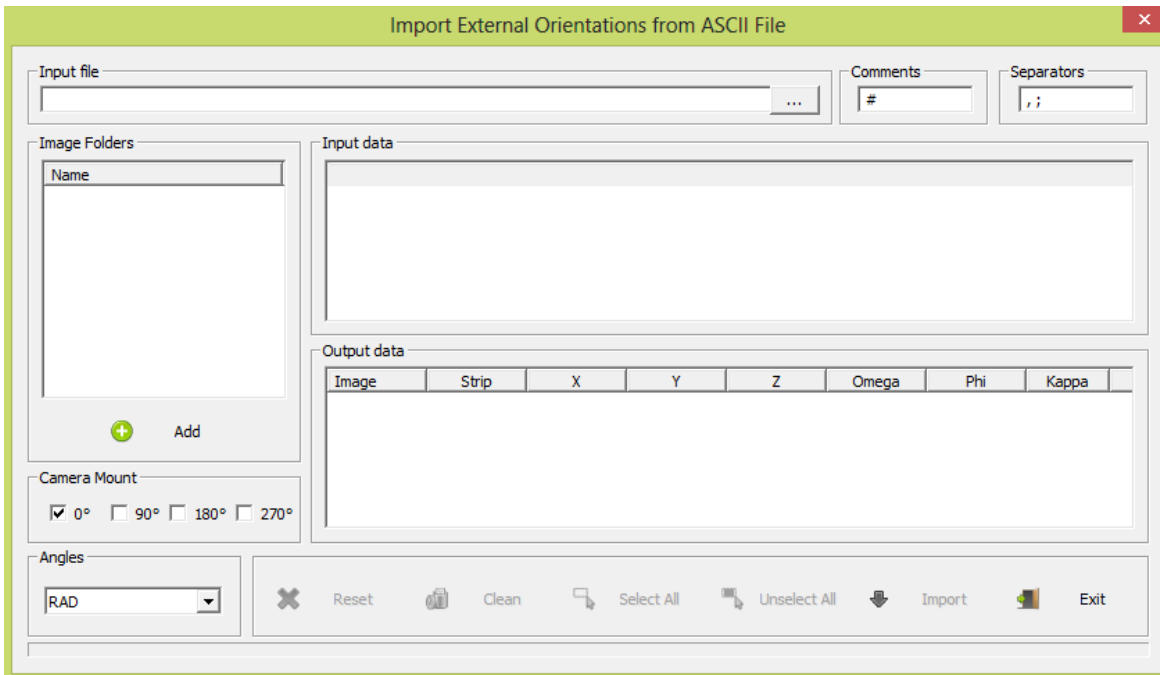 Import External Orientations from ASCII File
Input file
...
Comments
#
Separators
,;
Image Folders
Name
Add
Input data
Output data
Image Strip X Y Z Omega Phi Kappa
Camera Mount
0° 90° 180° 270°
Angles
RAD
Reset Clean Select All Unselect All Import Exit